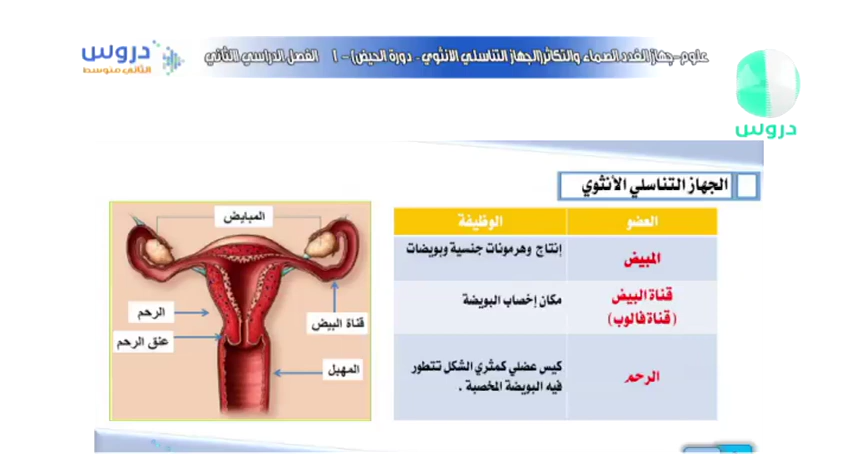 علوم-جهاز الغدد الصماء والتكاثر(الجهاز التناسلي الانثوي - دورة الحيض) - ١ الفصل الدراسي الثاني
دروس
الثاني متوسط
دروس
الجهاز التناسلي الأنثوي
العضو
الوظيفة
المبيض
إنتاج وهرمونات جنسية وبويضات
قناة البيض
(قناة فالوب)
مكان إخصاب البويضة
الرحم
كيس عضلي كمثري الشكل تتطور
فيه البويضة المخصبة .
المبايض
الرحم
قناة البيض
عنق الرحم
المهبل